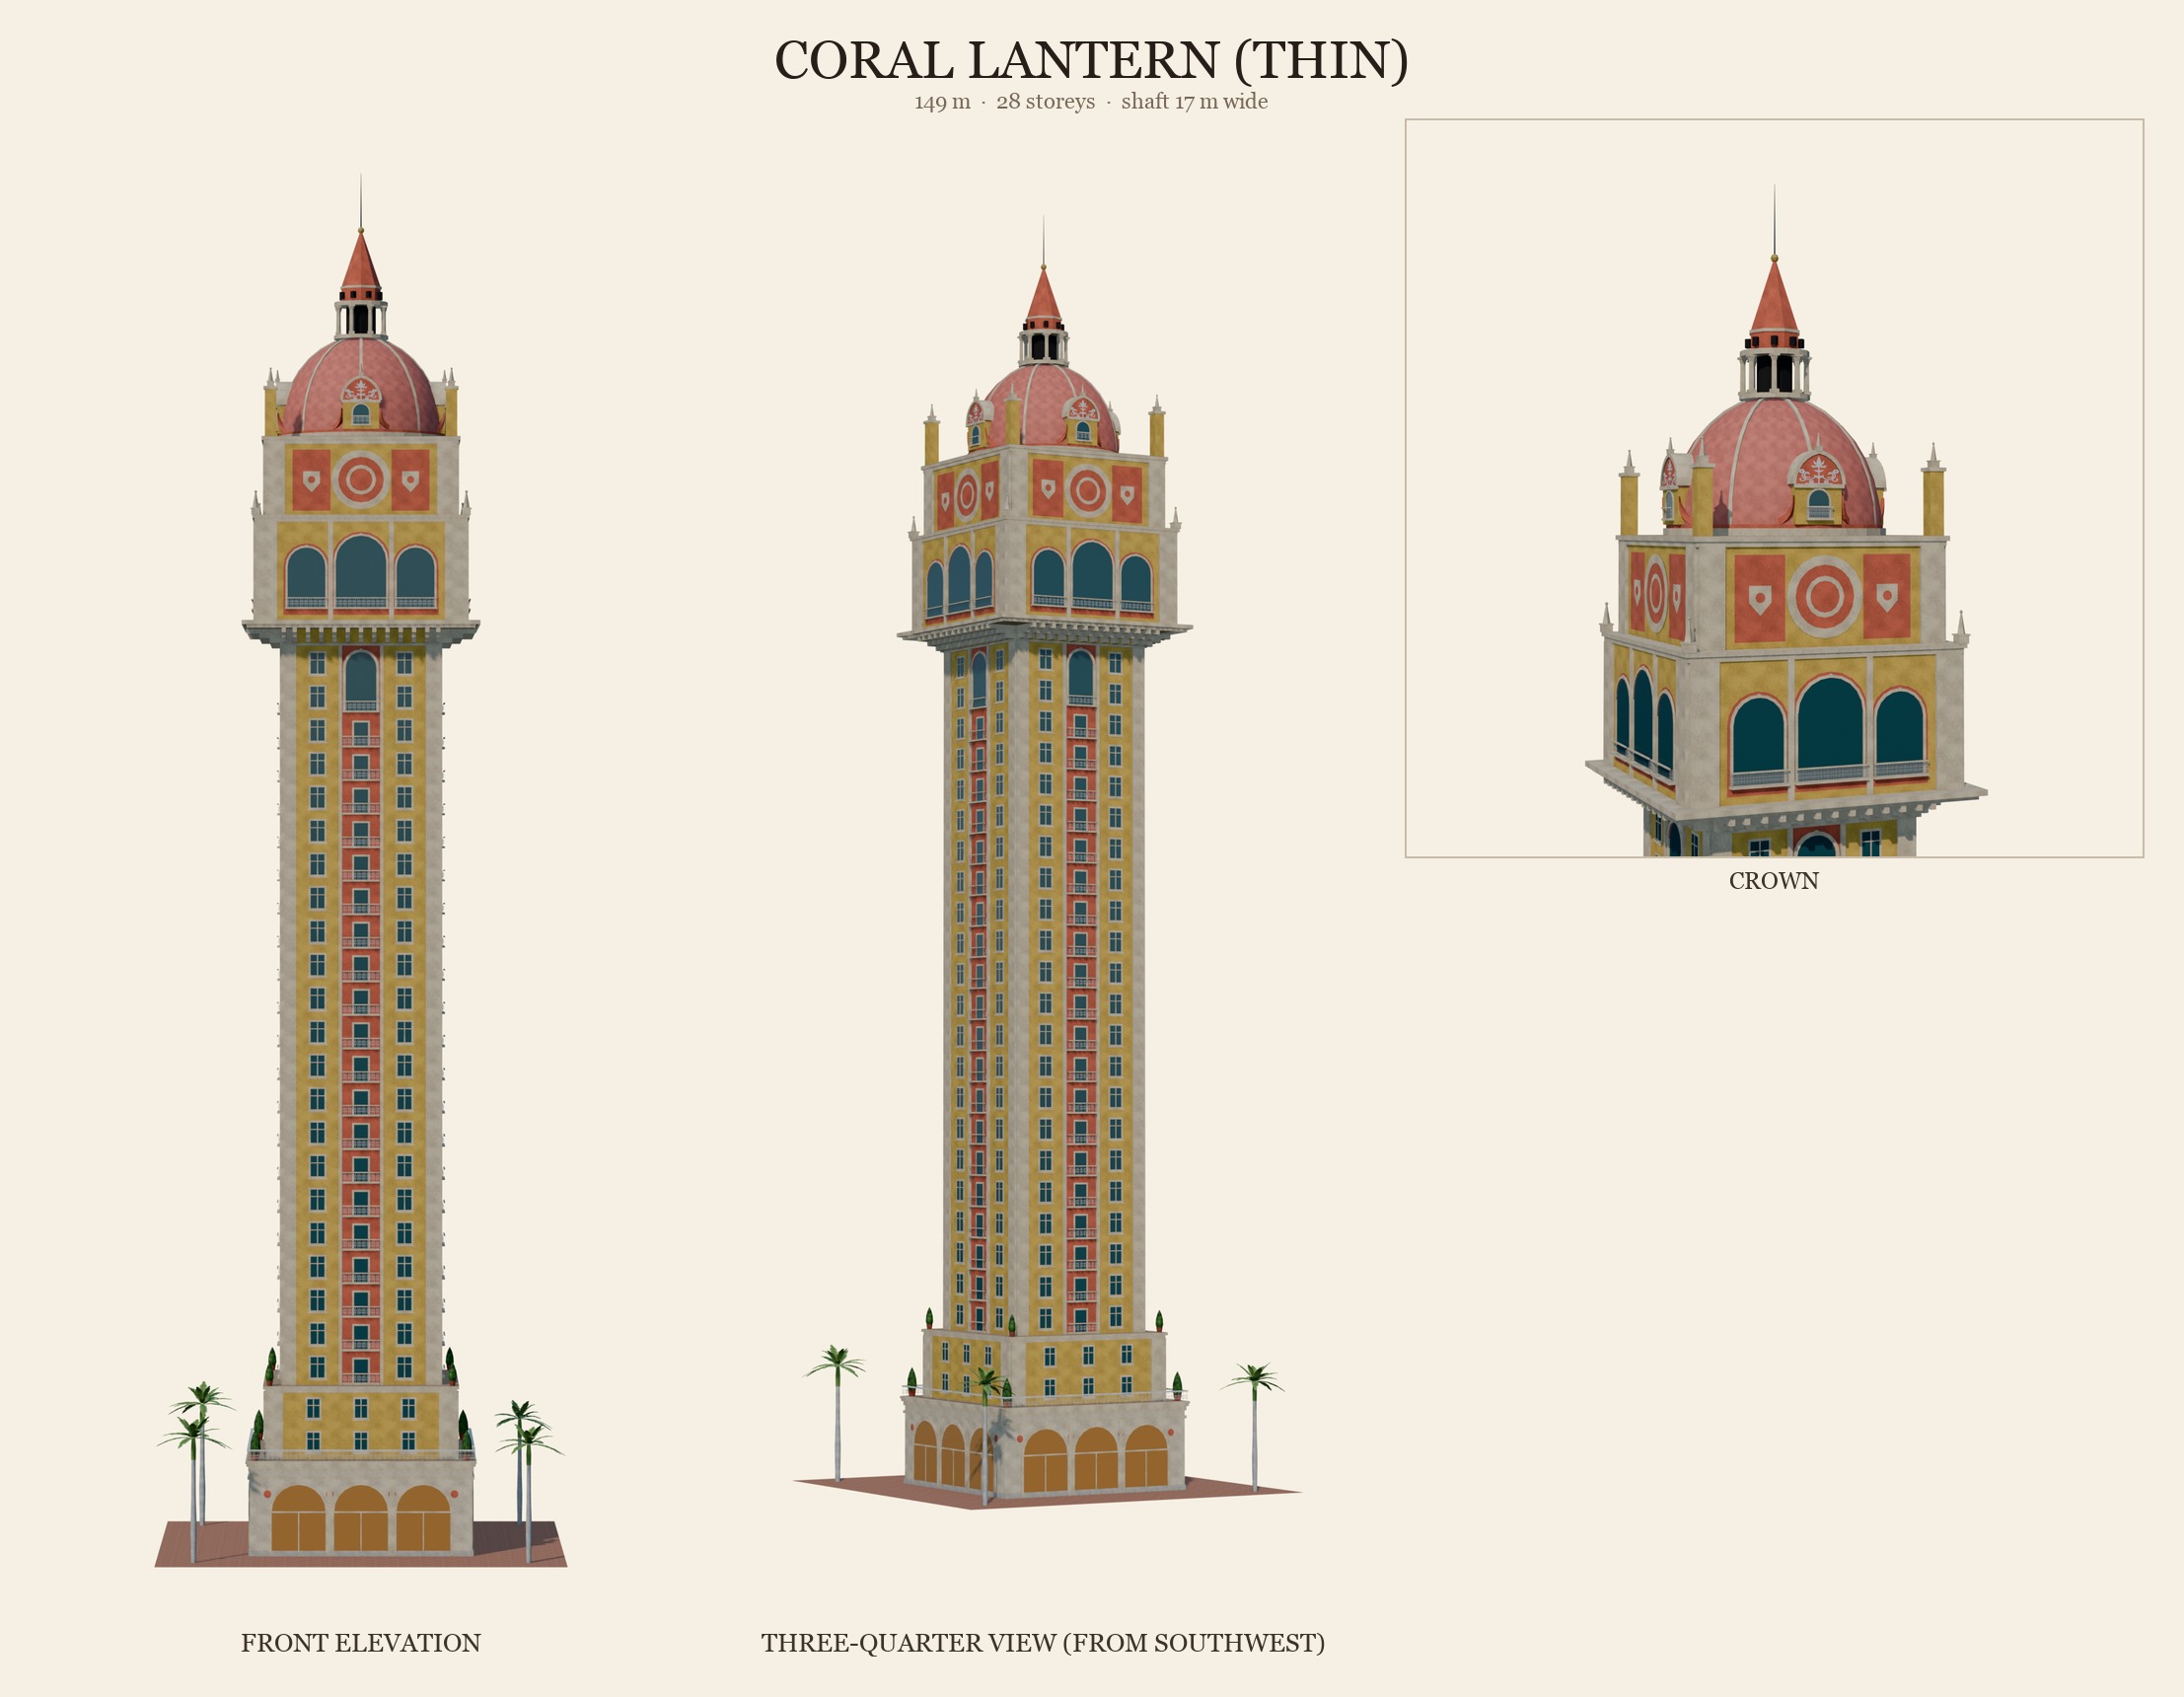 CORAL LANTERN (THIN)
149 m · 28 storeys · shaft 17 m wide
CROWN
FRONT ELEVATION
THREE-QUARTER VIEW (FROM SOUTHWEST)